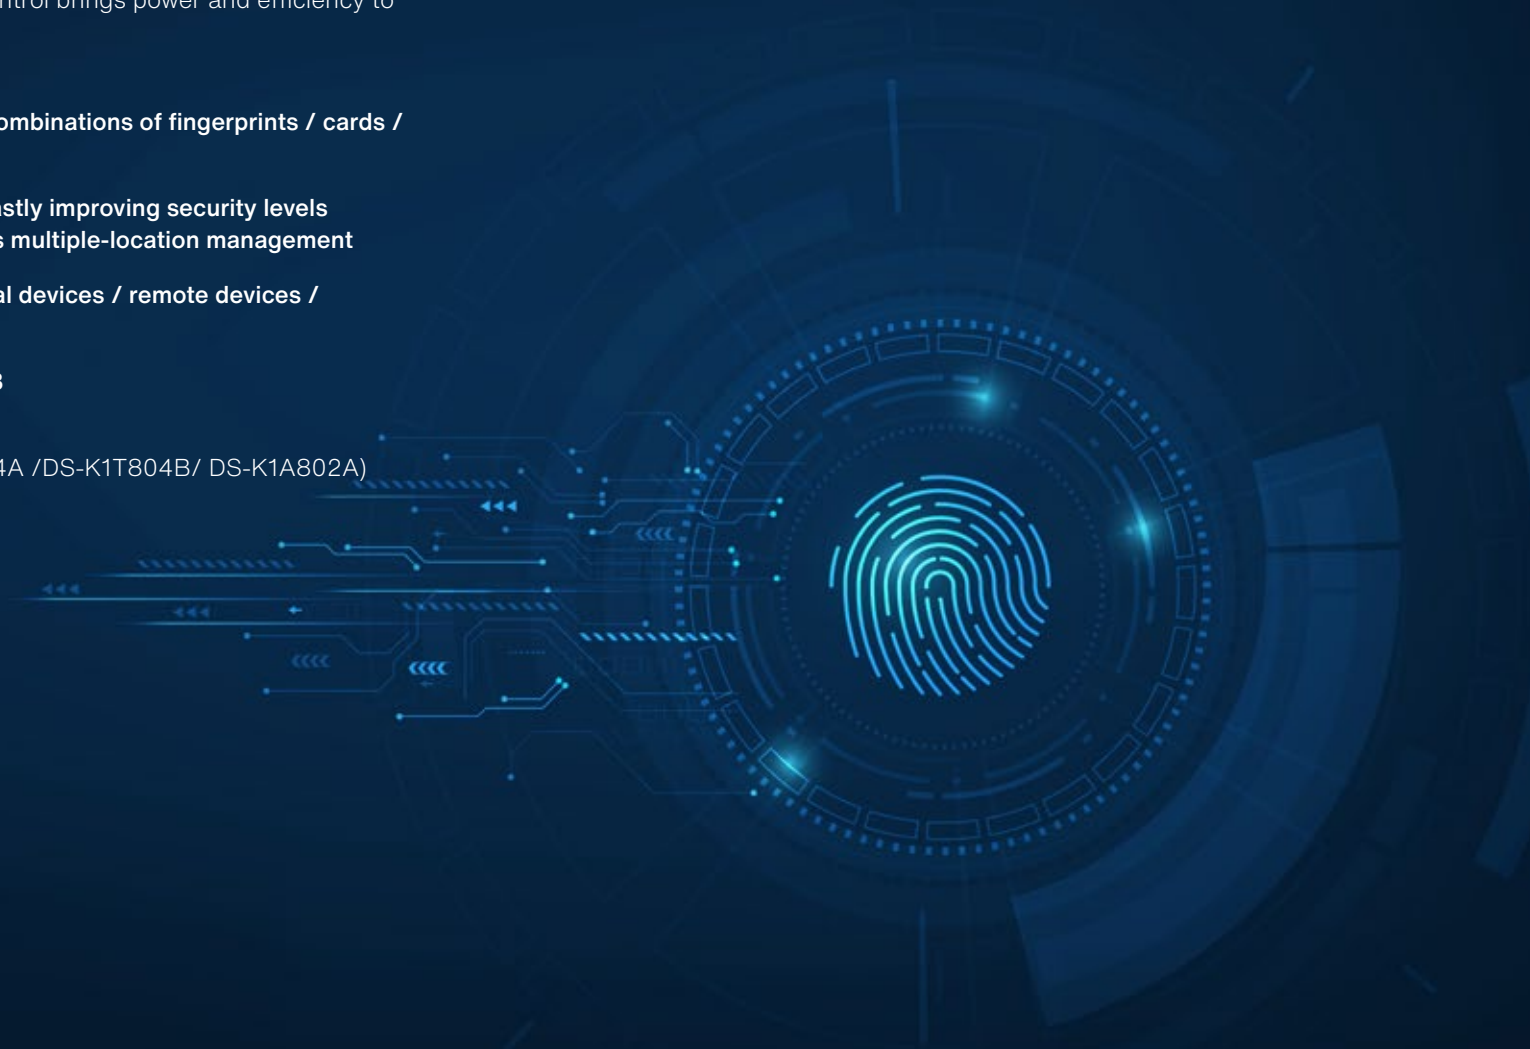 ntrol brings power and efficiency to
ombinations of fingerprints / cards /
astly improving security levels
s multiple-location management
al devices / remote devices /
3
4A /DS-K1T804B/ DS-K1A802A)